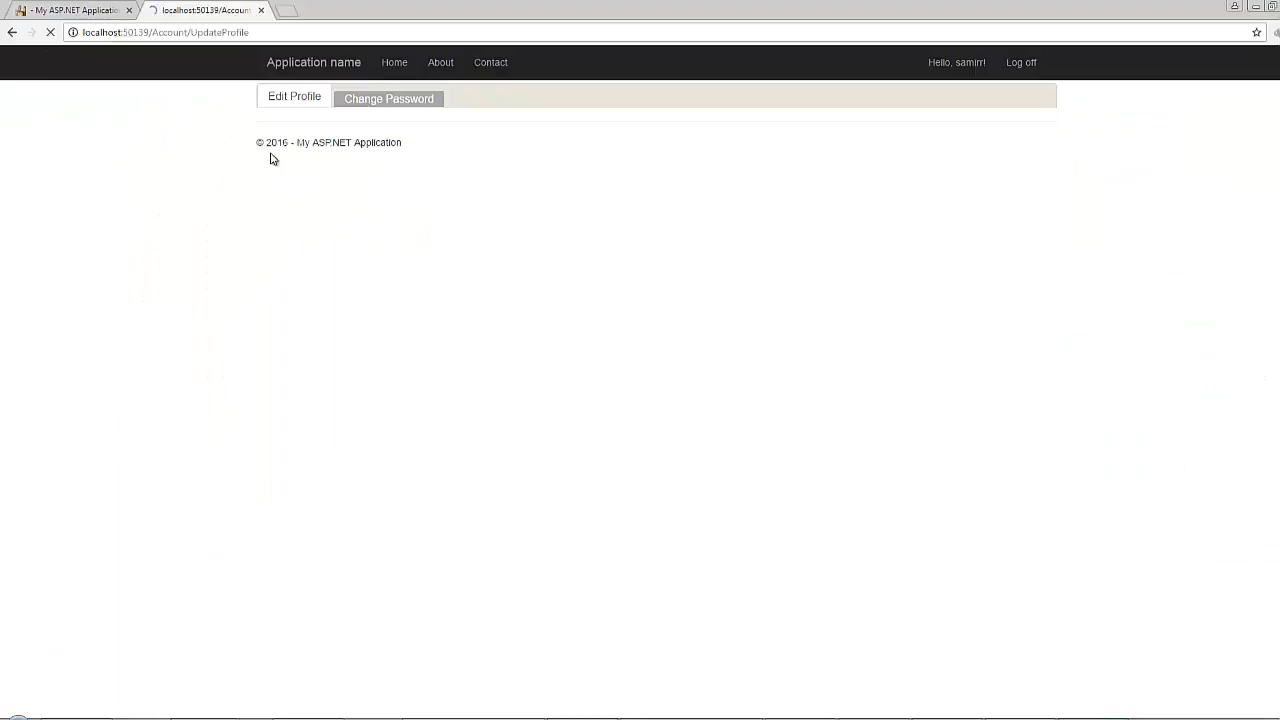 - My ASP.NET Applicatio
localhost:50139/Account
localhost:50139/Account/UpdateProfile
Application name Home About Contact Hello, samirr! Log off
Edit Profile Change Password
© 2016 - My ASP.NET Application